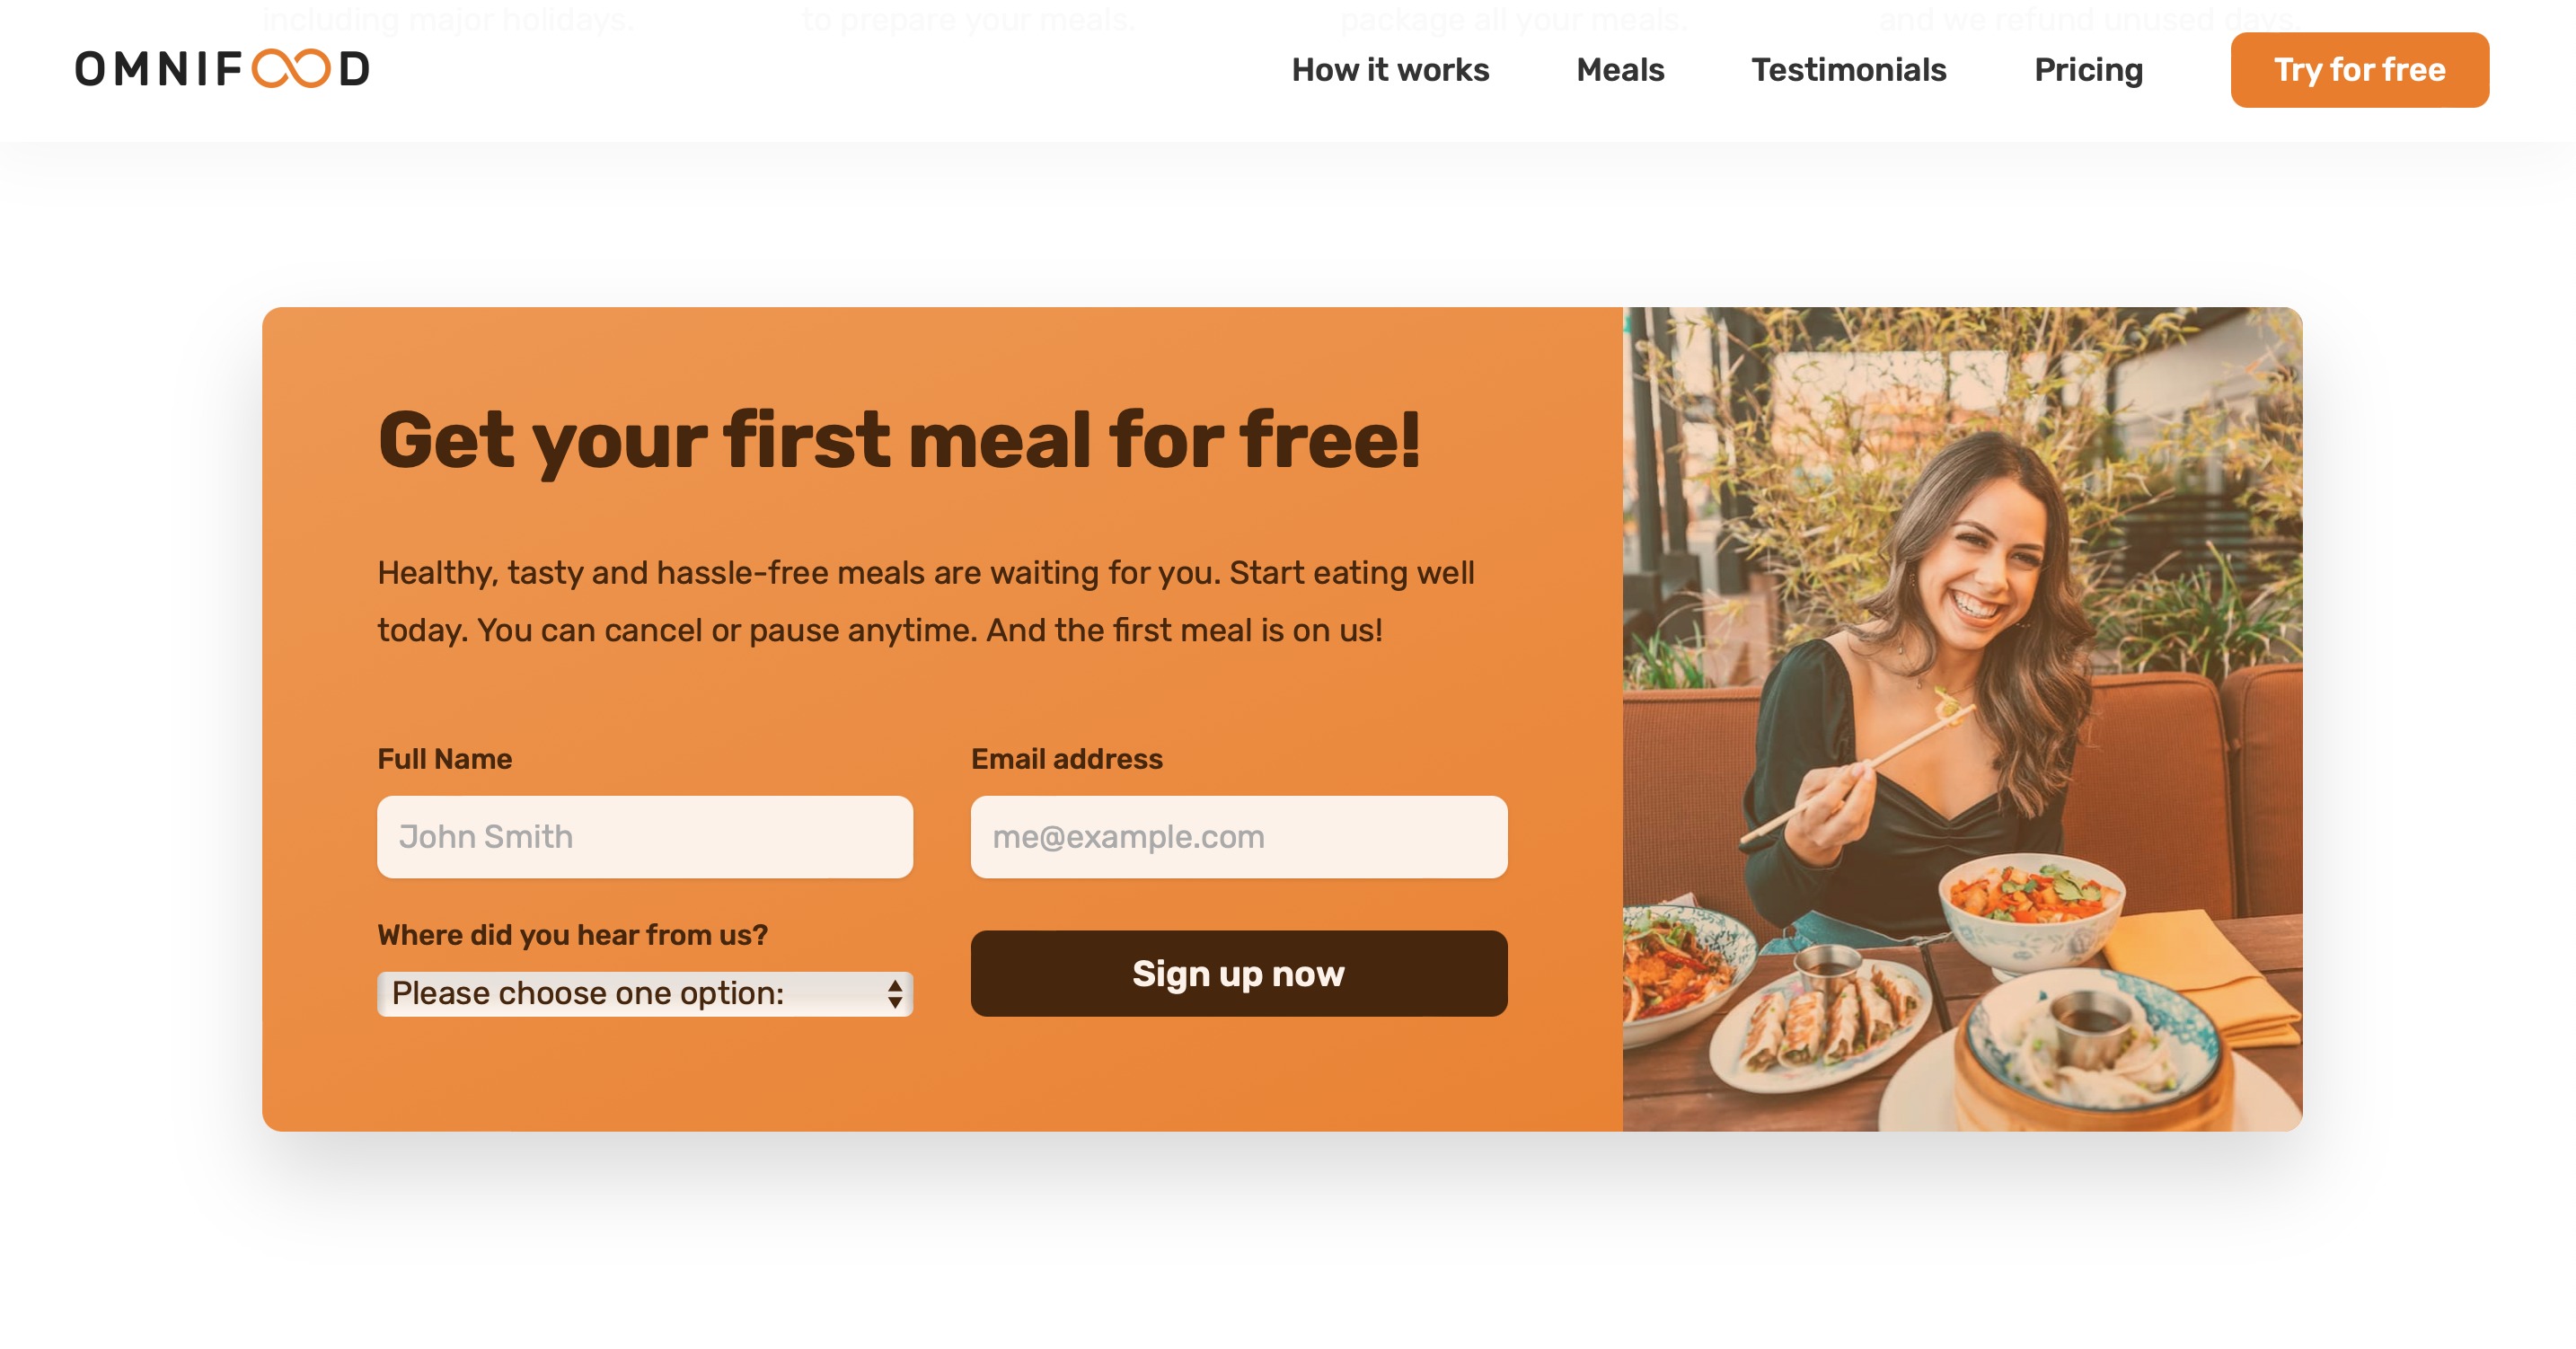 including major holidays.
to prepare your meals.
package all your meals.
and we refund unused days.
OMNIFOOD
How it works
Meals
Testimonials
Pricing
Try for free
Get your first meal for free!
Healthy, tasty and hassle-free meals are waiting for you. Start eating well
today. You can cancel or pause anytime. And the first meal is on us!
Full Name
Email address
John Smith
me@example.com
Where did you hear from us?
Please choose one option:
Sign up now